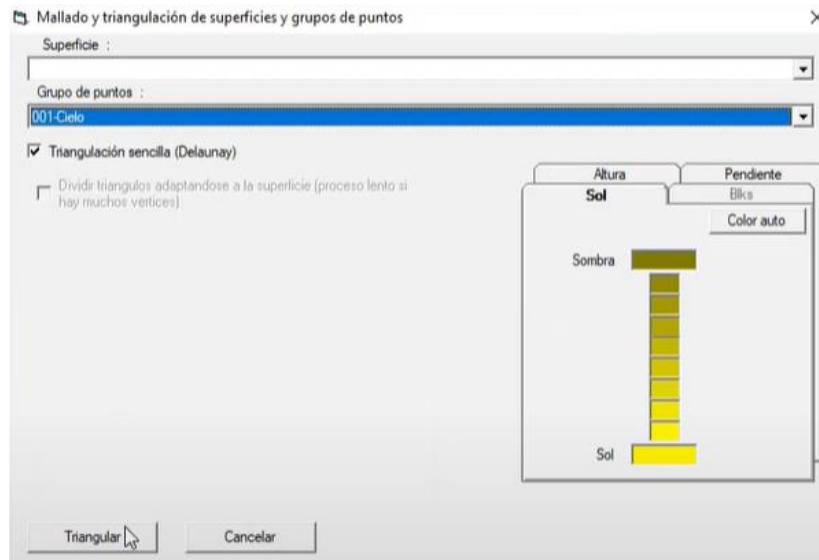 Mallado y triangulación de superficies y grupos de puntos
Superficie :
Grupo de puntos :
001-Cielo
Triangulación sencilla (Delaunay)
Dividir triangulos adaptandose a la superficie (proceso lento si
hay muchos vertices)
Altura Pendiente
Sol Blks
Color auto
Sombra
Sol
Triangular Cancelar